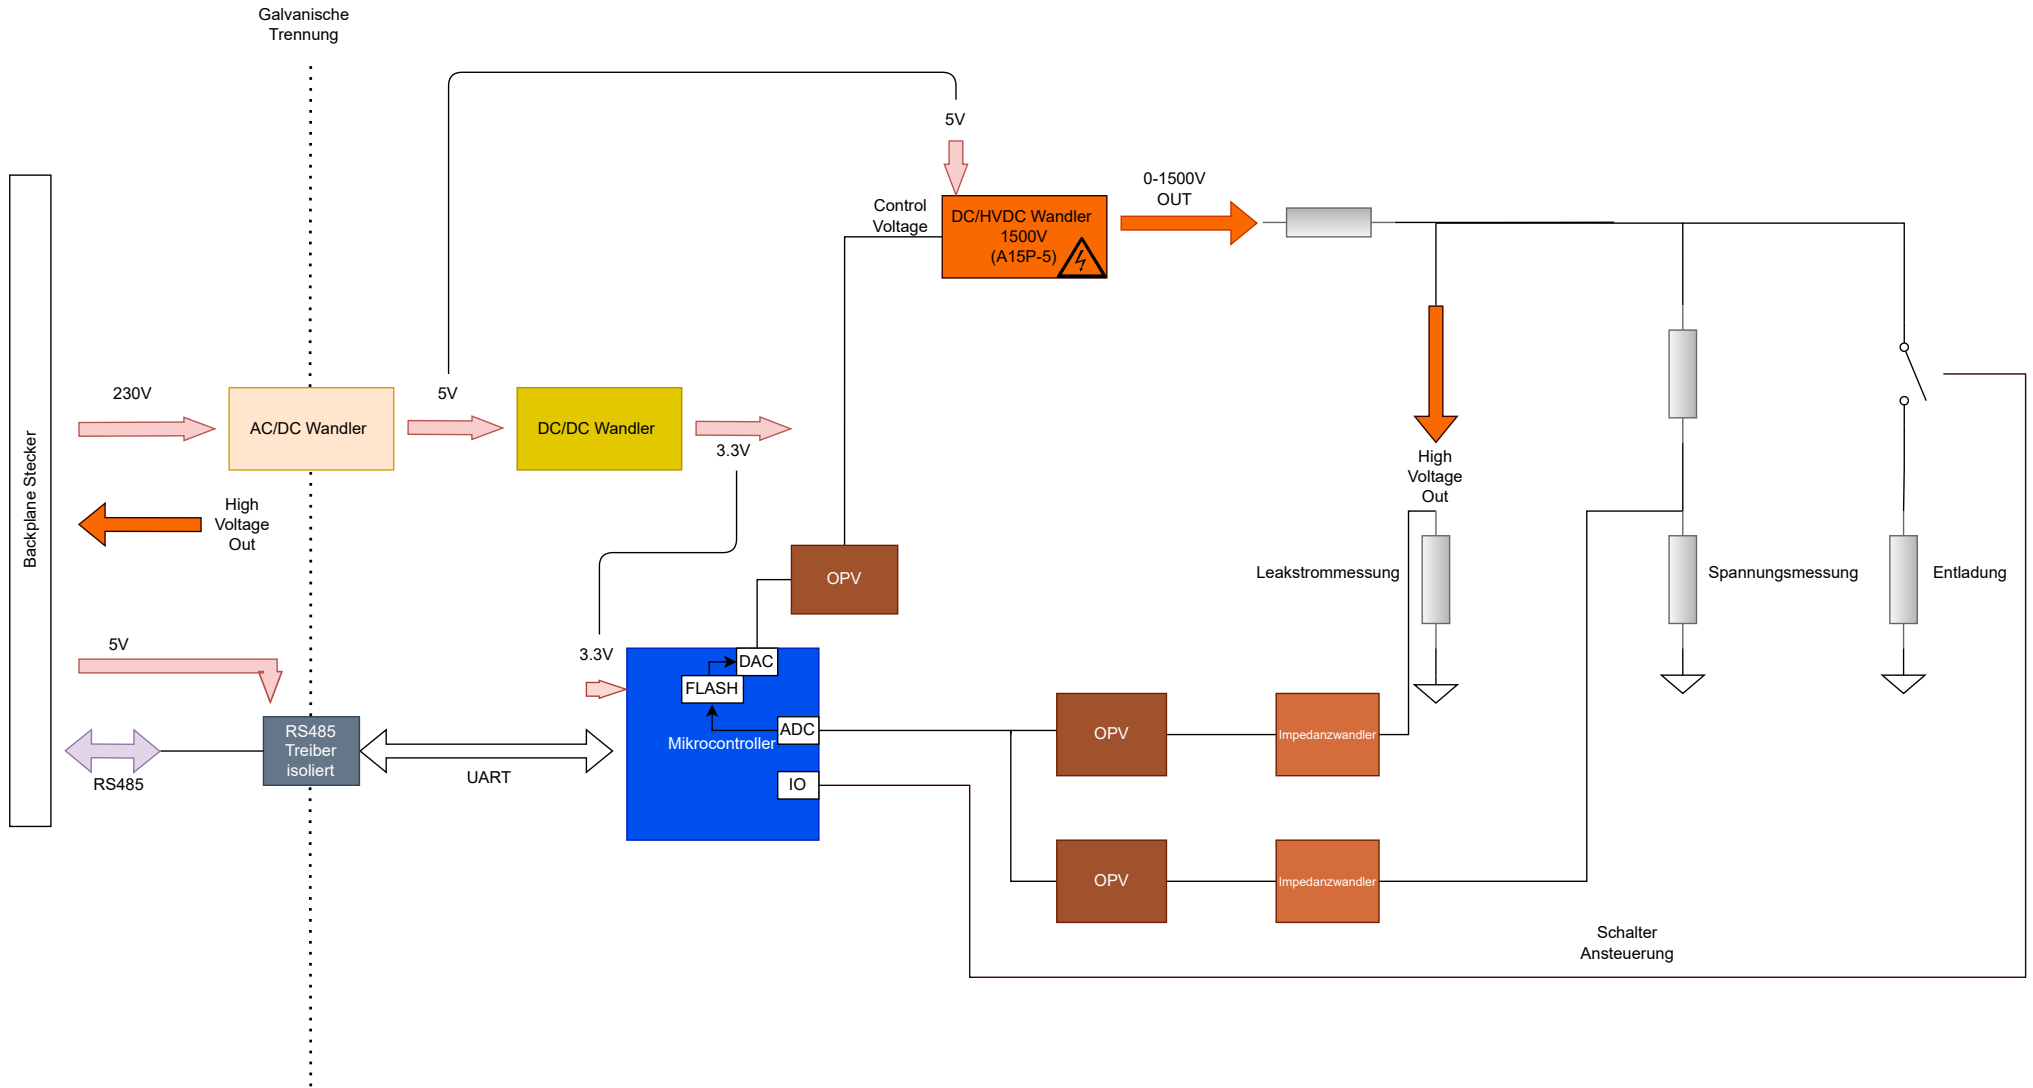 Galvanische
Trennung
5V
0-1500V
OUT
Control
Voltage
DC/HVDC Wandler
1500V
(A15P-5)
230V
5V
AC/DC Wandler
DC/DC Wandler
3.3V
Backplane Stecker
High
Voltage
Out
High
Voltage
Out
OPV
Leakstrommessung
Spannungsmessung
Entladung
5V
3.3V
DAC
FLASH
ADC
Mikrocontroller
IO
RS485
Treiber
isoliert
RS485
UART
OPV
Impedanzwandler
OPV
Impedanzwandler
Schalter
Ansteuerung